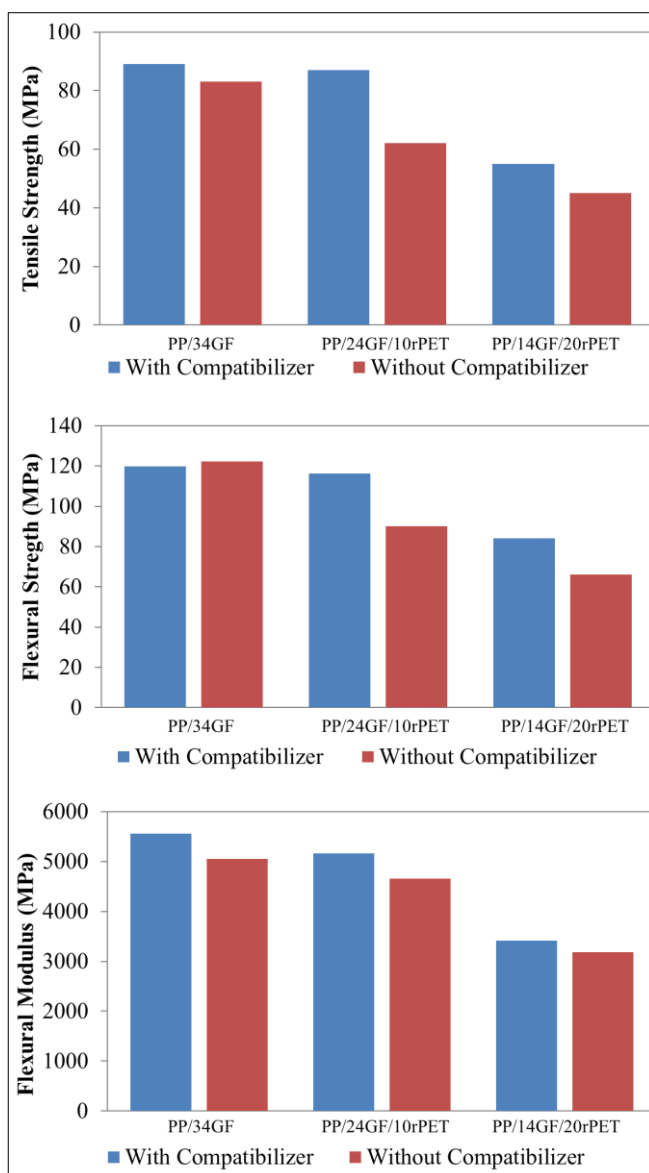 Tensile Strength (MPa)
100
80
60
40
20
0
PP/34GF PP/24GF/10rPET PP/14GF/20rPET
With Compatibilizer Without Compatibilizer
Flexural Stregth (MPa)
140
120
100
80
60
40
20
0
PP/34GF PP/24GF/10rPET PP/14GF/20rPET
With Compatibilizer Without Compatibilizer
Flexural Modulus (MPa)
6000
5000
4000
3000
2000
1000
0
PP/34GF PP/24GF/10rPET PP/14GF/20rPET
With Compatibilizer Without Compatibilizer